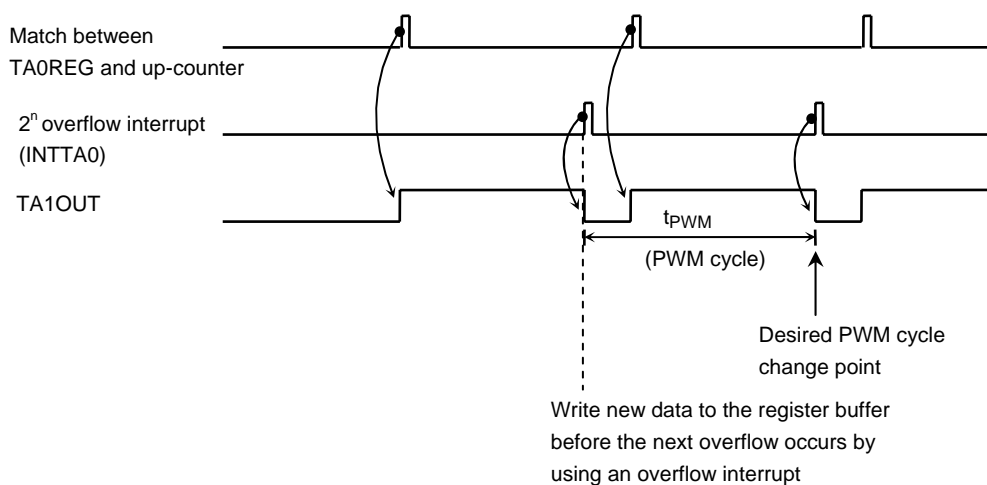 Match between
TA0REG and up-counter
2ⁿ overflow interrupt
(INTTA0)
TA1OUT
tPWM
(PWM cycle)
Desired PWM cycle
change point
Write new data to the register buffer
before the next overflow occurs by
using an overflow interrupt